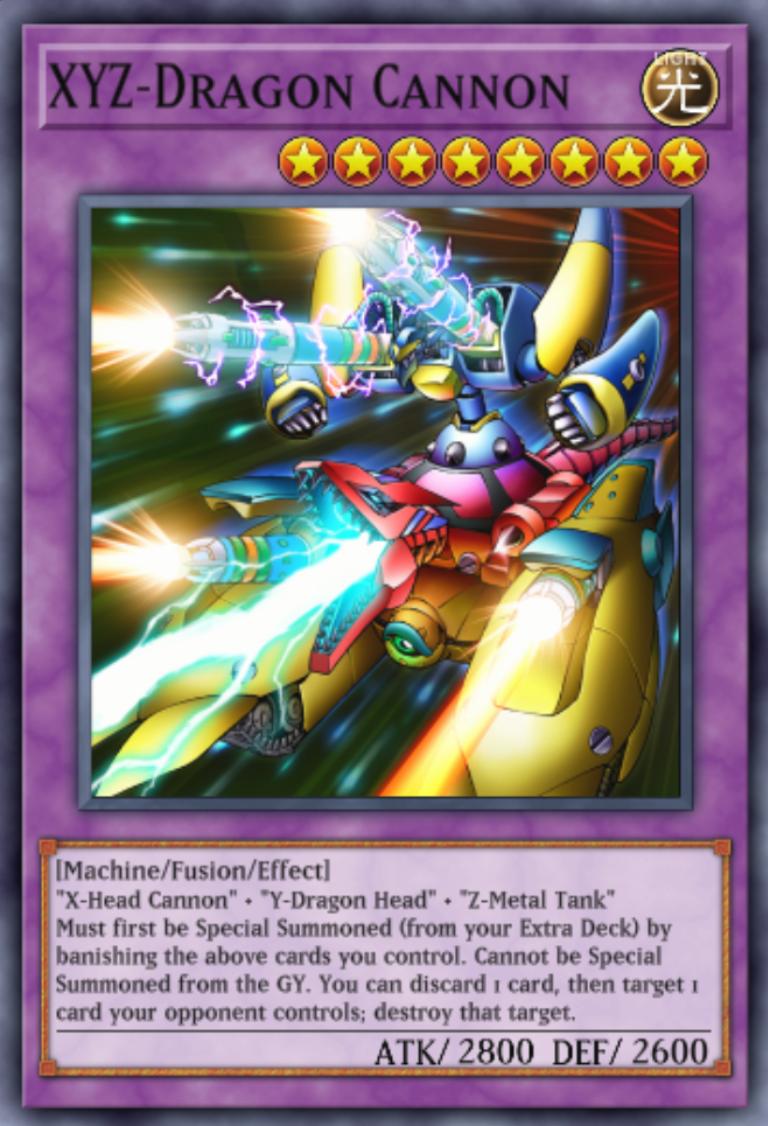 XYZ-Dragon Cannon
LIGHT
光
[Machine/Fusion/Effect]
"X-Head Cannon" • "Y-Dragon Head" • "Z-Metal Tank"
Must first be Special Summoned (from your Extra Deck) by
banishing the above cards you control. Cannot be Special
Summoned from the GY. You can discard 1 card, then target 1
card your opponent controls; destroy that target.
ATK/ 2800 DEF/ 2600